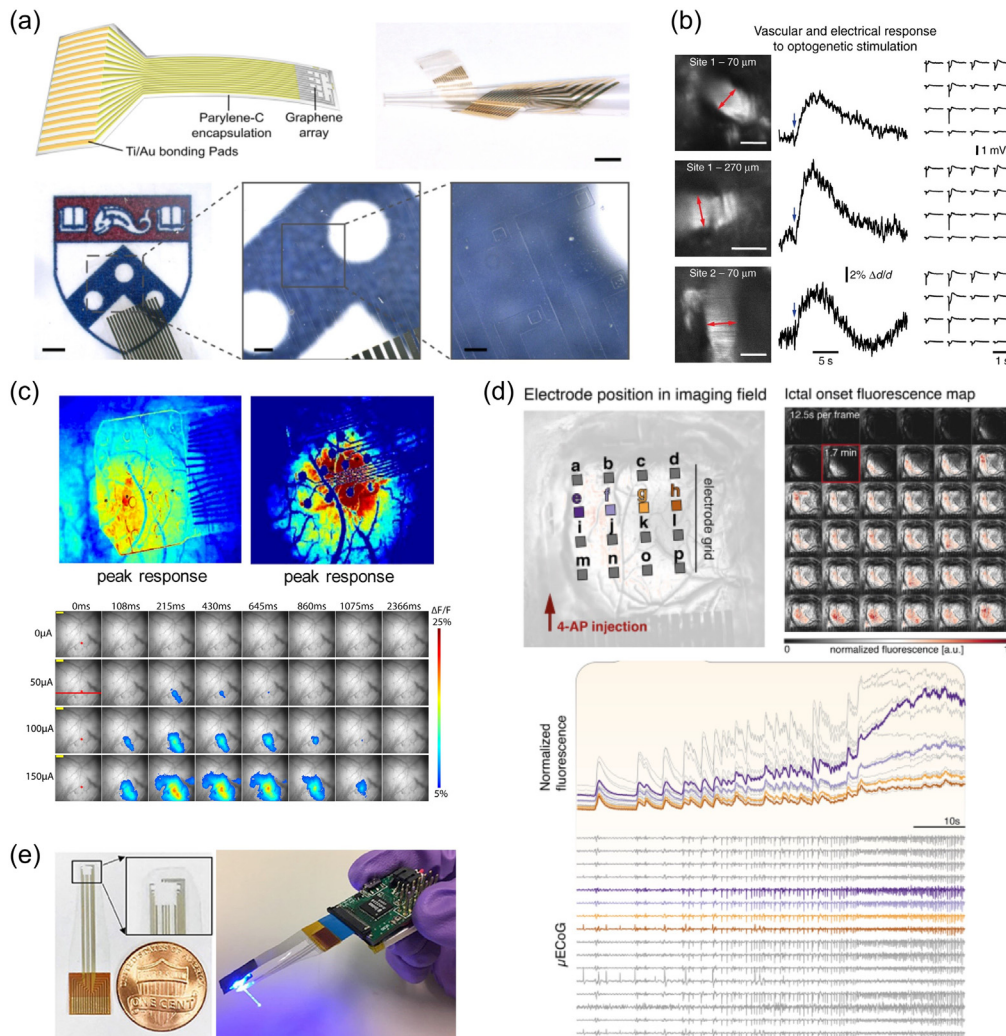 (a)
Parylene-C
encapsulation
Graphene
array
Ti/Au bonding Pads
(b)
Vascular and electrical response
to optogenetic stimulation
Site 1 – 70 μm
1 mV
Site 1 – 270 μm
Site 2 – 70 μm
2% Δd/d
5 s
1 s
(c)
peak response
peak response
0ms 108ms 215ms 430ms 645ms 860ms 1075ms 2366ms
ΔF/F
25%
0μA
50μA
100μA
150μA
5%
(d)
Electrode position in imaging field
a b c d
e f g h
i j k l
m n o p
electrode grid
4-AP injection
Ictal onset fluorescence map
12.5s per frame
1.7 min
0
normalized fluorescence [a.u.]
Normalized
fluorescence
10s
μECoG
(e)
ONE CENT